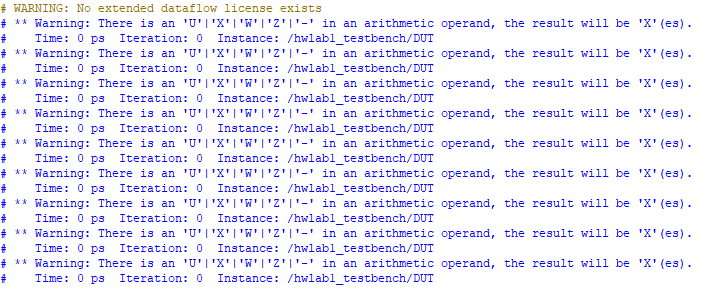 # WARNING: No extended dataflow license exists
# ** Warning: There is an 'U'|'X'|'W'|'Z'|'-' in an arithmetic operand, the result will be 'X'(es).
#    Time: 0 ps  Iteration: 0  Instance: /hwlab1_testbench/DUT
# ** Warning: There is an 'U'|'X'|'W'|'Z'|'-' in an arithmetic operand, the result will be 'X'(es).
#    Time: 0 ps  Iteration: 0  Instance: /hwlab1_testbench/DUT
# ** Warning: There is an 'U'|'X'|'W'|'Z'|'-' in an arithmetic operand, the result will be 'X'(es).
#    Time: 0 ps  Iteration: 0  Instance: /hwlab1_testbench/DUT
# ** Warning: There is an 'U'|'X'|'W'|'Z'|'-' in an arithmetic operand, the result will be 'X'(es).
#    Time: 0 ps  Iteration: 0  Instance: /hwlab1_testbench/DUT
# ** Warning: There is an 'U'|'X'|'W'|'Z'|'-' in an arithmetic operand, the result will be 'X'(es).
#    Time: 0 ps  Iteration: 0  Instance: /hwlab1_testbench/DUT
# ** Warning: There is an 'U'|'X'|'W'|'Z'|'-' in an arithmetic operand, the result will be 'X'(es).
#    Time: 0 ps  Iteration: 0  Instance: /hwlab1_testbench/DUT
# ** Warning: There is an 'U'|'X'|'W'|'Z'|'-' in an arithmetic operand, the result will be 'X'(es).
#    Time: 0 ps  Iteration: 0  Instance: /hwlab1_testbench/DUT
# ** Warning: There is an 'U'|'X'|'W'|'Z'|'-' in an arithmetic operand, the result will be 'X'(es).
#    Time: 0 ps  Iteration: 0  Instance: /hwlab1_testbench/DUT
# ** Warning: There is an 'U'|'X'|'W'|'Z'|'-' in an arithmetic operand, the result will be 'X'(es).
#    Time: 0 ps  Iteration: 0  Instance: /hwlab1_testbench/DUT